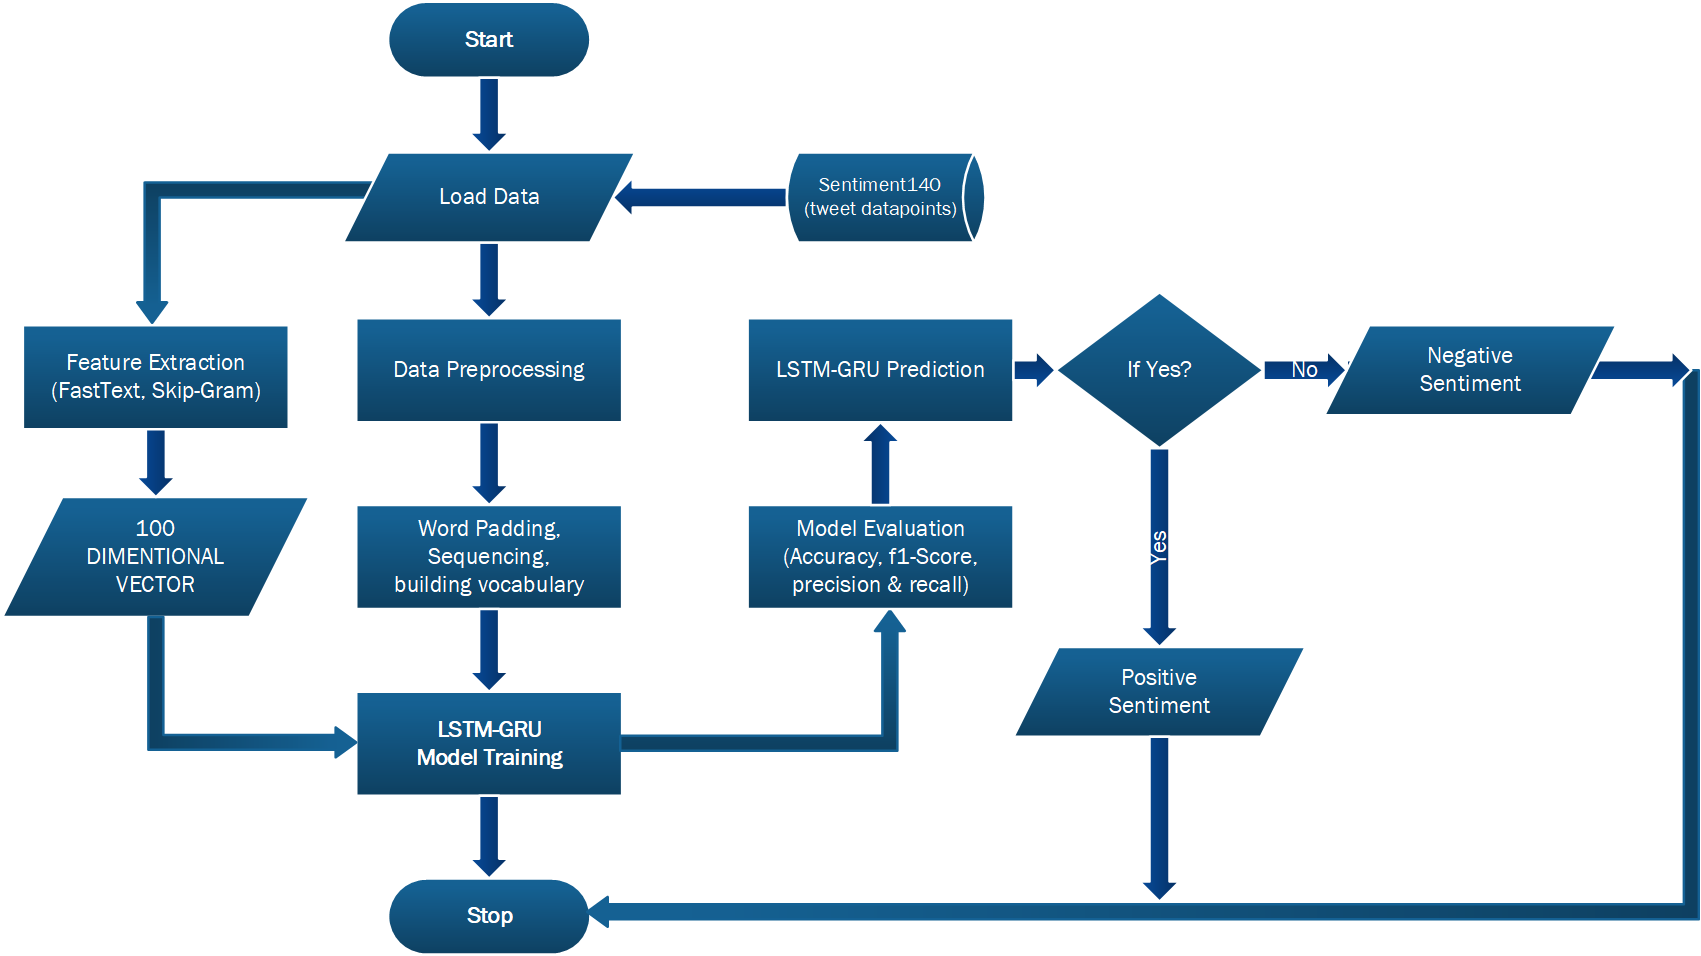 Start
Load Data
Sentiment140
(tweet datapoints)
Feature Extraction
(FastText, Skip-Gram)
Data Preprocessing
LSTM-GRU Prediction
If Yes?
No
Negative
Sentiment
100
DIMENTIONAL
VECTOR
Word Padding,
Sequencing,
building vocabulary
Model Evaluation
(Accuracy, f1-Score,
precision & recall)
Yes
Positive
Sentiment
LSTM-GRU
Model Training
Stop